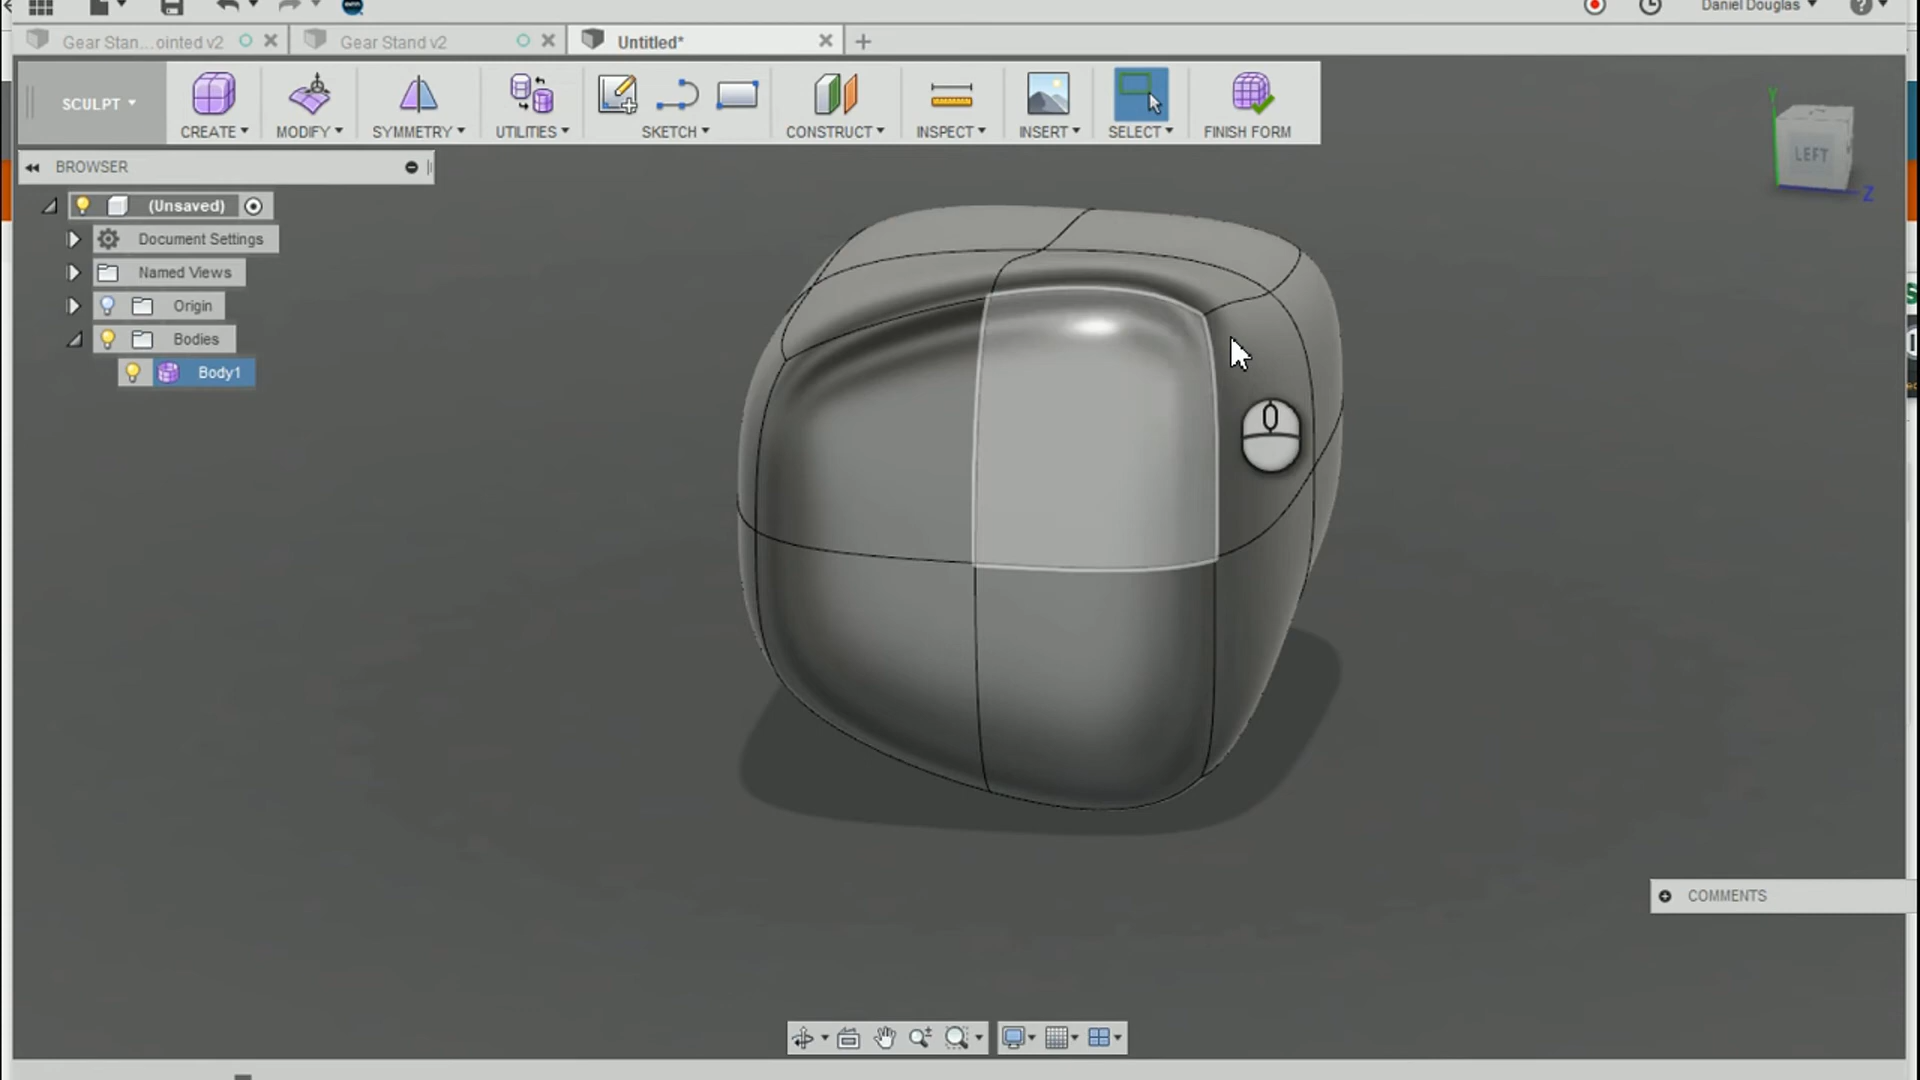 Daniel Douglas
Gear Stan...ointed v2
Gear Stand v2
Untitled*
SCULPT
CREATE
MODIFY
SYMMETRY
UTILITIES
SKETCH
CONSTRUCT
INSPECT
INSERT
SELECT
FINISH FORM
BROWSER
(Unsaved)
Document Settings
Named Views
Origin
Bodies
Body1
Y
LEFT
Z
COMMENTS